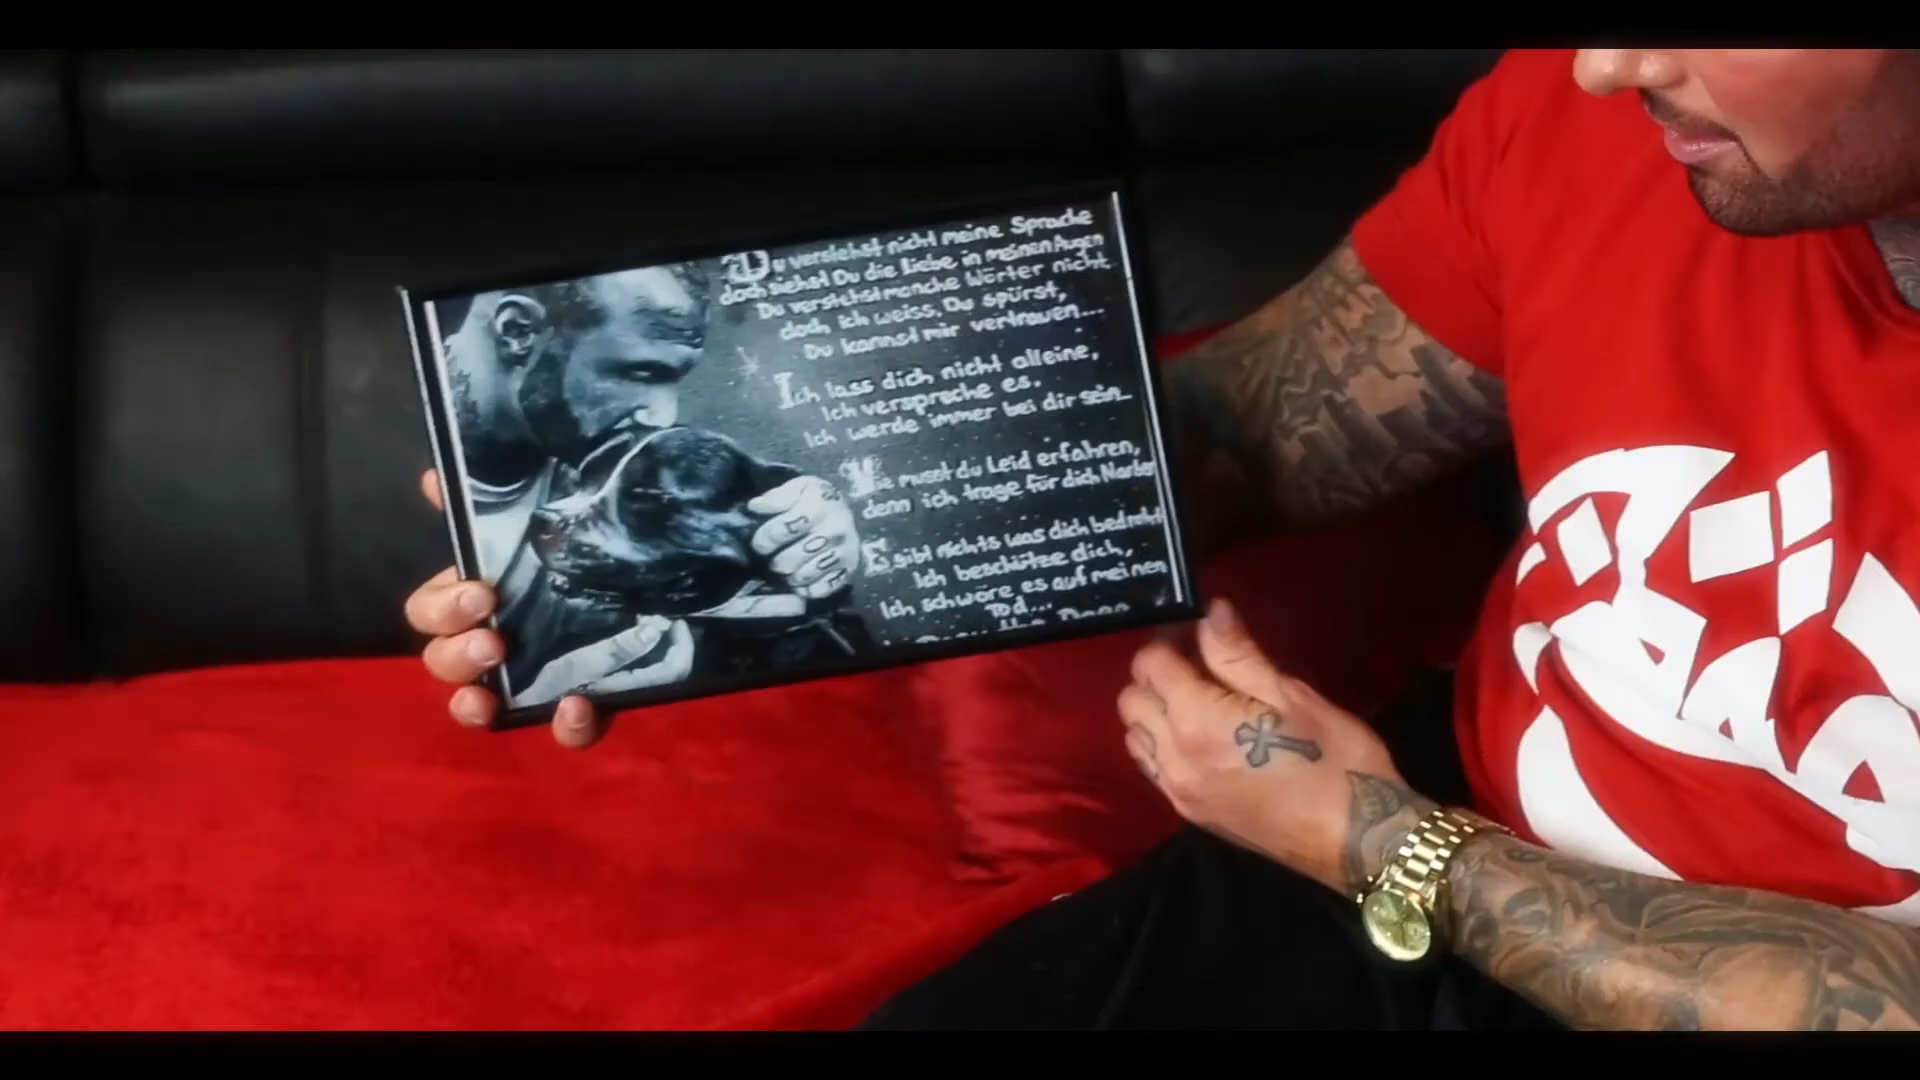 Du verstehst nicht meine Sprache
doch siehst Du die Liebe in meinen Augen
Du verstehst manche Wörter nicht
doch ich weiss, Du spürst,
Du kannst mir vertrauen...
Ich lass dich nicht alleine,
Ich verspreche es.
Ich werde immer bei dir sein...
Nie musst du Leid erfahren,
denn ich trage für dich Narben
Es gibt nichts was dich bedroht
Ich beschütze dich,
Ich schwöre es auf meinen
Tod...
LOVE